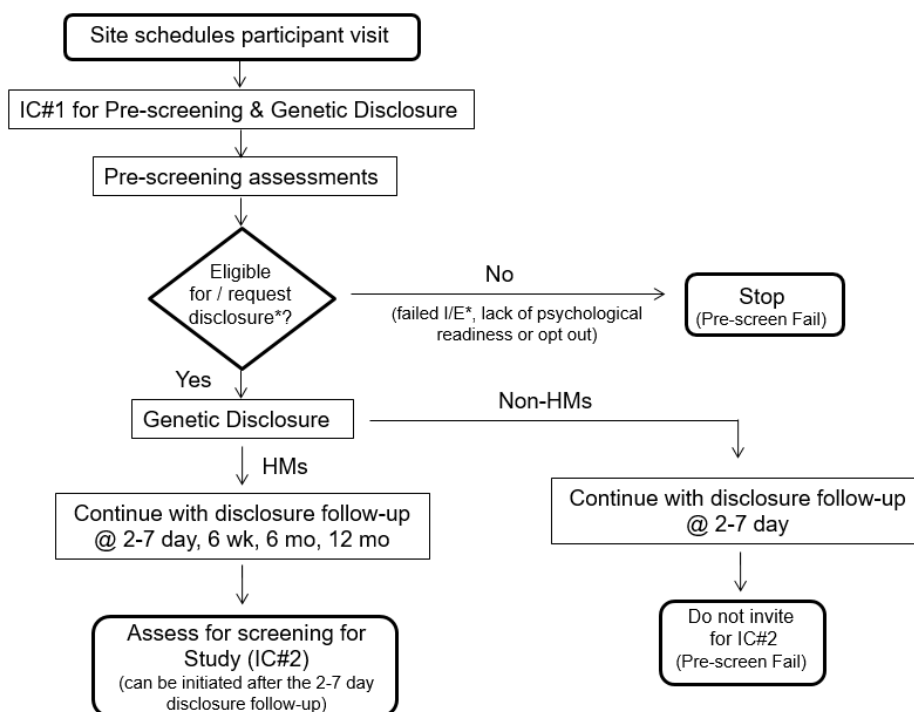 Site schedules participant visit
IC#1 for Pre-screening & Genetic Disclosure
Pre-screening assessments
Eligible
for / request
disclosure*?
No
(failed I/E*, lack of psychological
readiness or opt out)
Stop
(Pre-screen Fail)
Yes
Genetic Disclosure
Non-HMs
HMs
Continue with disclosure follow-up
@ 2-7 day, 6 wk, 6 mo, 12 mo
Continue with disclosure follow-up
@ 2-7 day
Assess for screening for
Study (IC#2)
(can be initiated after the 2-7 day
disclosure follow-up)
Do not invite
for IC#2
(Pre-screen Fail)